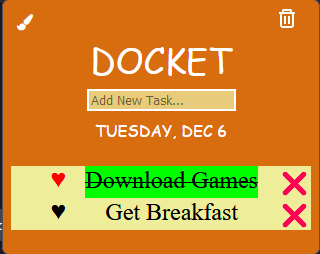 DOCKET
Add New Task...
TUESDAY, DEC 6
Download Games
Get Breakfast